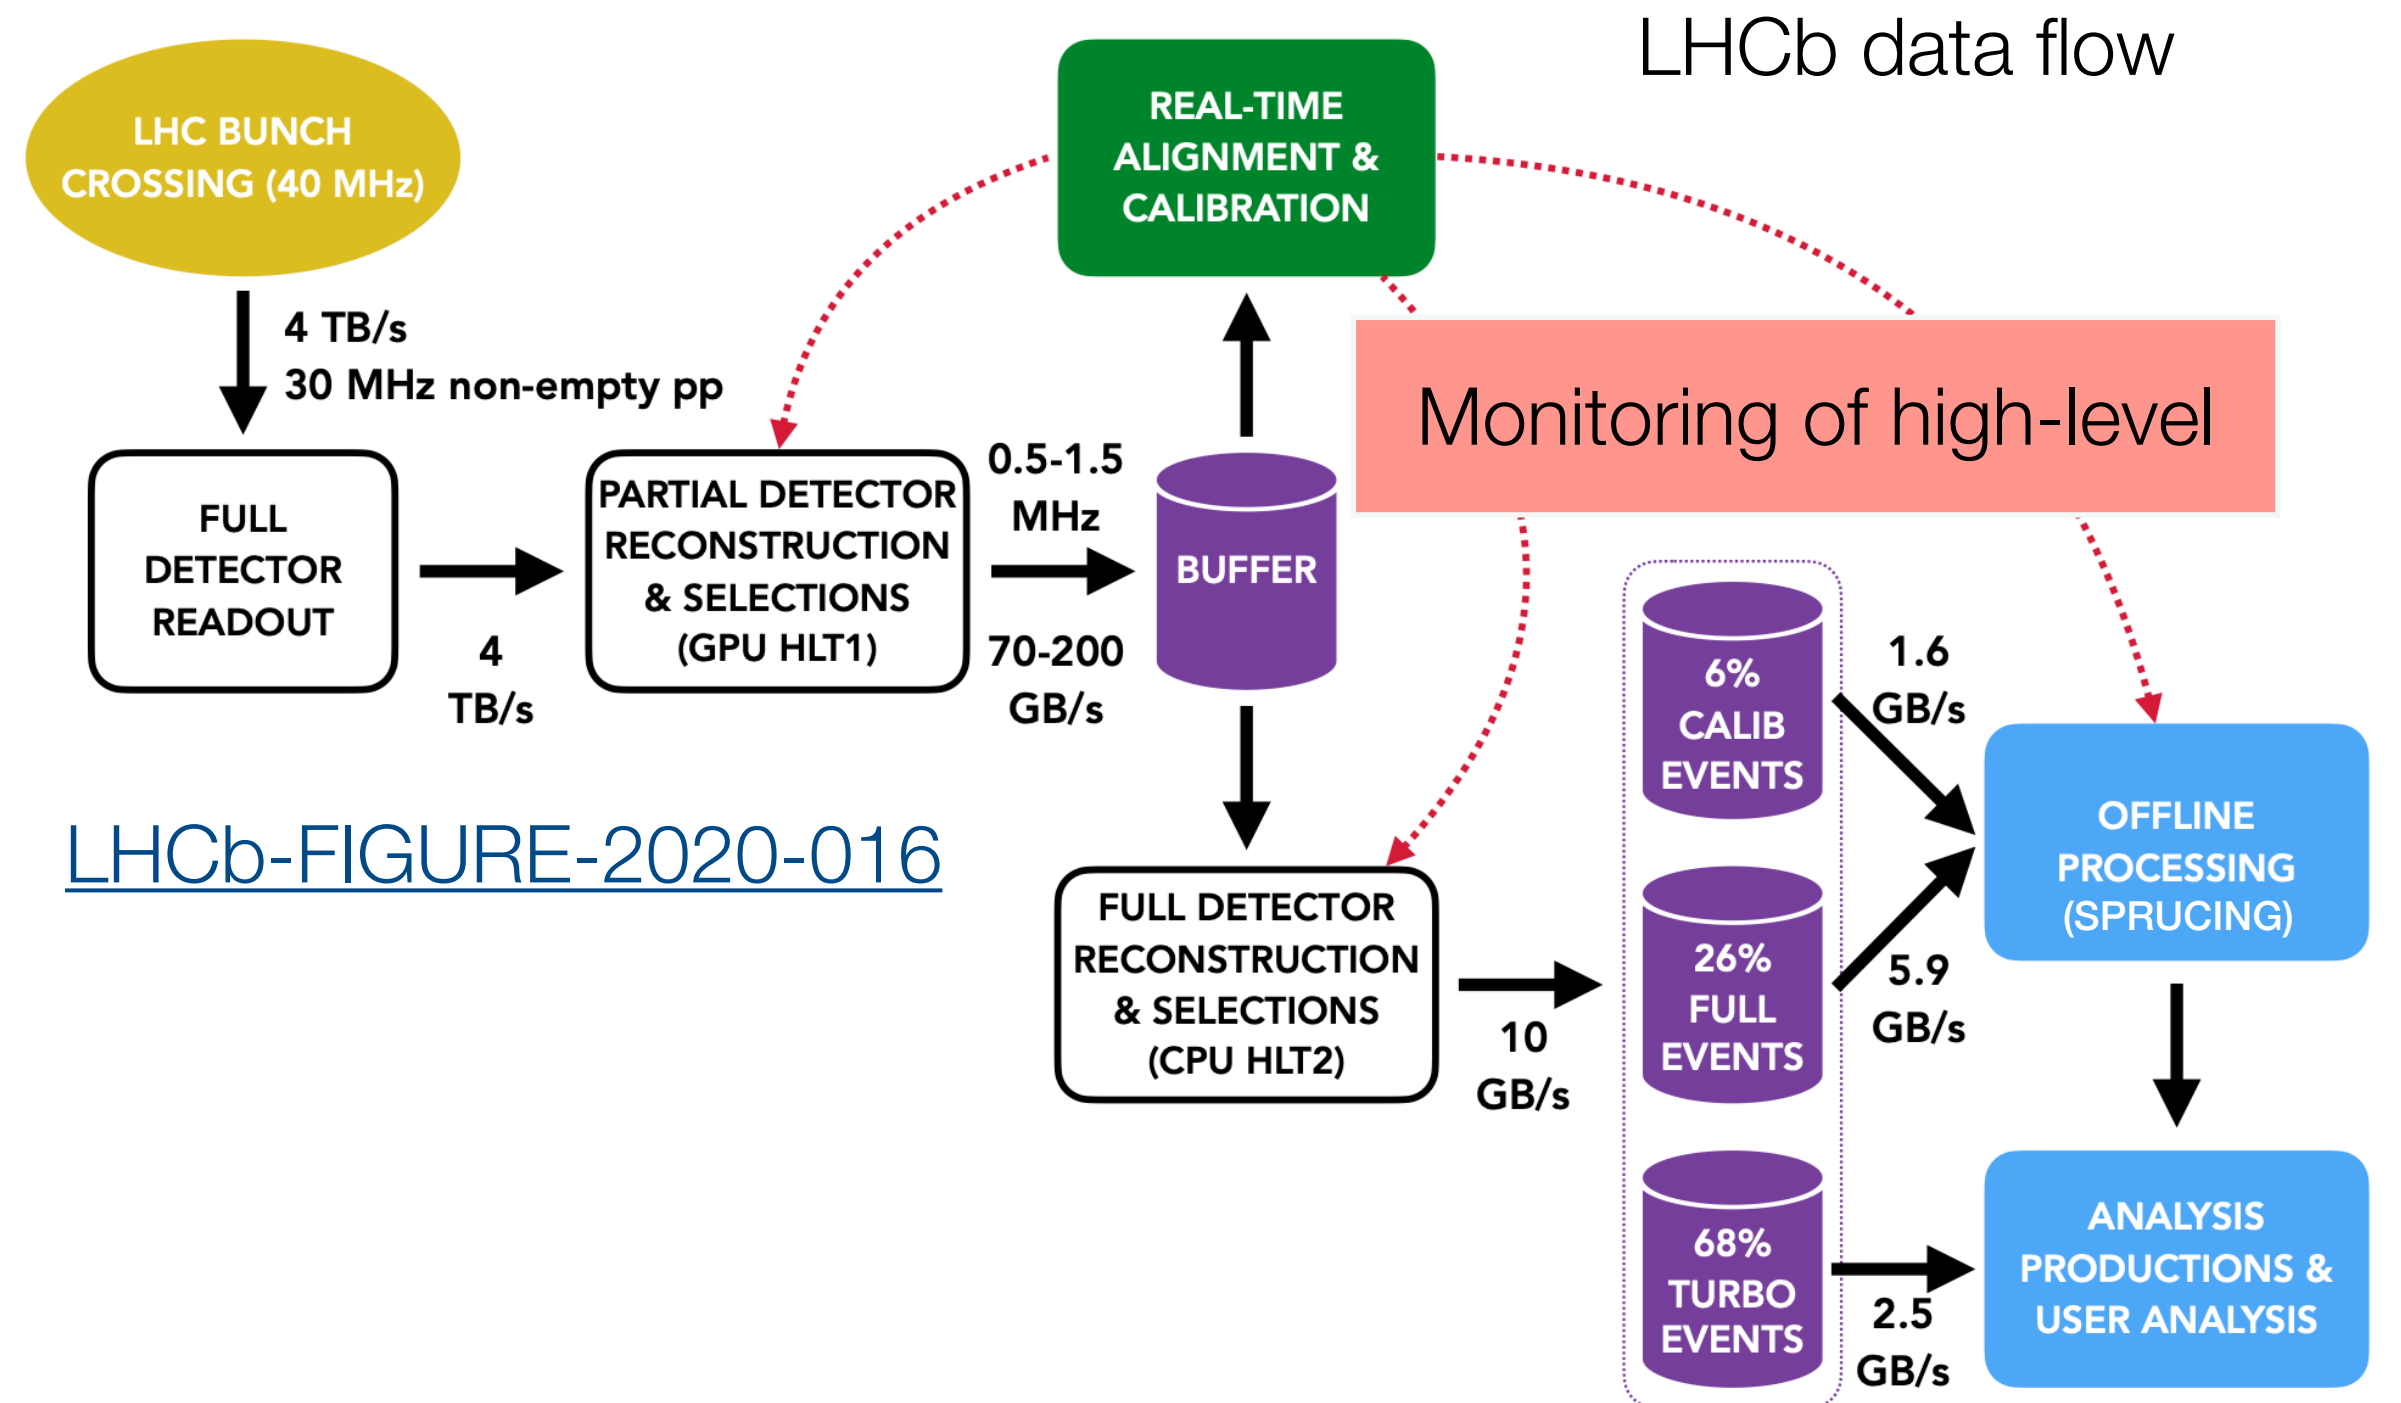 LHCb data flow
LHC BUNCH
CROSSING (40 MHz)
REAL-TIME
ALIGNMENT &
CALIBRATION
4 TB/s
30 MHz non-empty pp
Monitoring of high-level
FULL
DETECTOR
READOUT
4
TB/s
PARTIAL DETECTOR
RECONSTRUCTION
& SELECTIONS
(GPU HLT1)
0.5-1.5
MHz
70-200
GB/s
BUFFER
LHCb-FIGURE-2020-016
FULL DETECTOR
RECONSTRUCTION
& SELECTIONS
(CPU HLT2)
10
GB/s
6%
CALIB
EVENTS
1.6
GB/s
26%
FULL
EVENTS
5.9
GB/s
68%
TURBO
EVENTS
2.5
GB/s
OFFLINE
PROCESSING
(SPRUCING)
ANALYSIS
PRODUCTIONS &
USER ANALYSIS